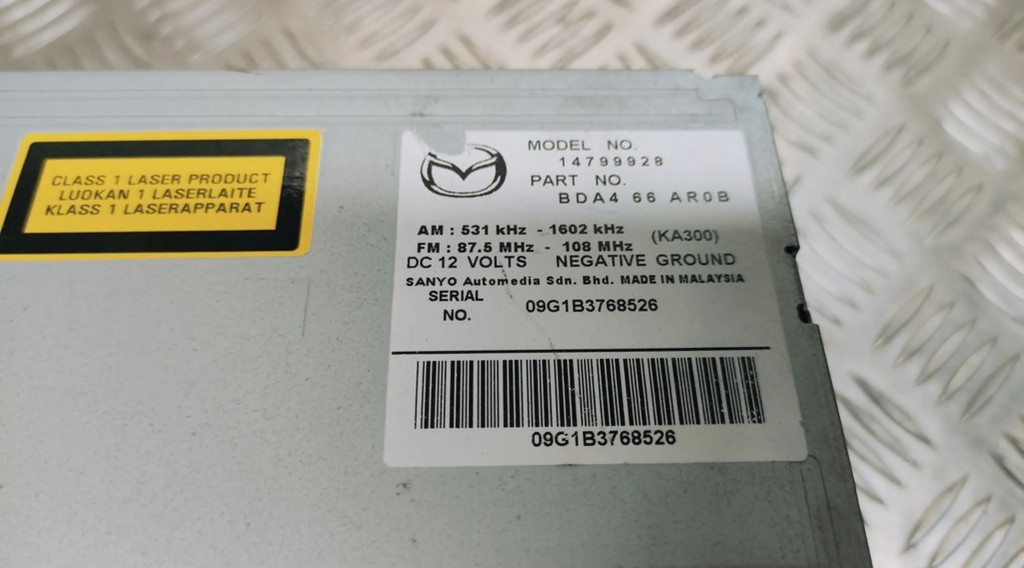 CLASS 1 LASER PRODUCT
LUOKAN 1 LASERLAITE
KLASS 1 LASERAPPARAT
MODEL NO.
14799928
PART NO.
BDA4 66 AR0B
AM : 531 kHz - 1602 kHz
FM : 87.5 MHz - 108 MHz (KA300)
DC 12 VOLTS NEGATIVE GROUND
SANYO Automedia Sdn. Bhd. MADE IN MALAYSIA
SERIAL
NO. 09G1B3768526
09G1B3768526